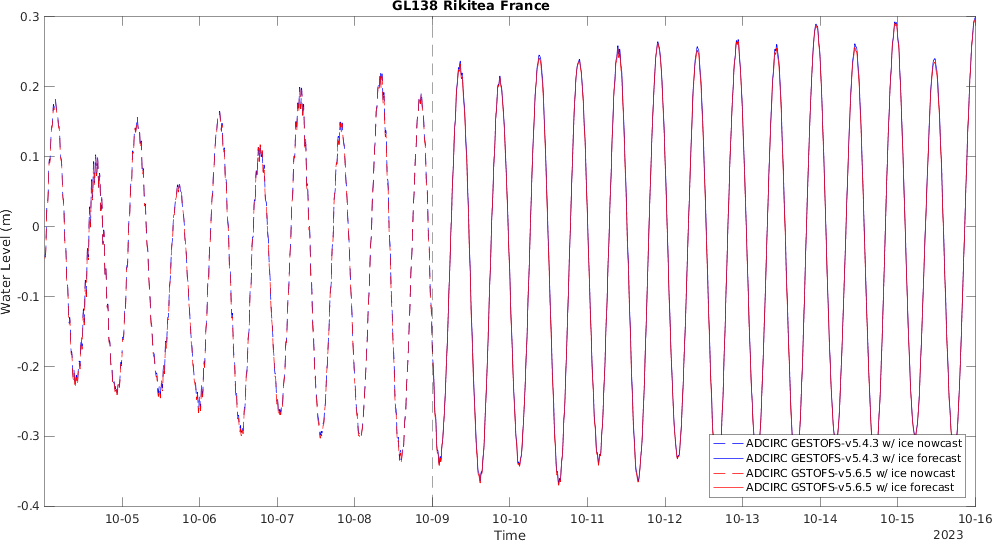 GL138 Rikitea France
0.3
0.2
0.1
0
-0.1
-0.2
-0.3
-0.4
Water Level (m)
ADCIRC GESTOFS-v5.4.3 w/ ice nowcast
ADCIRC GESTOFS-v5.4.3 w/ ice forecast
ADCIRC GSTOFS-v5.6.5 w/ ice nowcast
ADCIRC GSTOFS-v5.6.5 w/ ice forecast
10-05 10-06 10-07 10-08 10-09 10-10 10-11 10-12 10-13 10-14 10-15 10-16
Time
2023